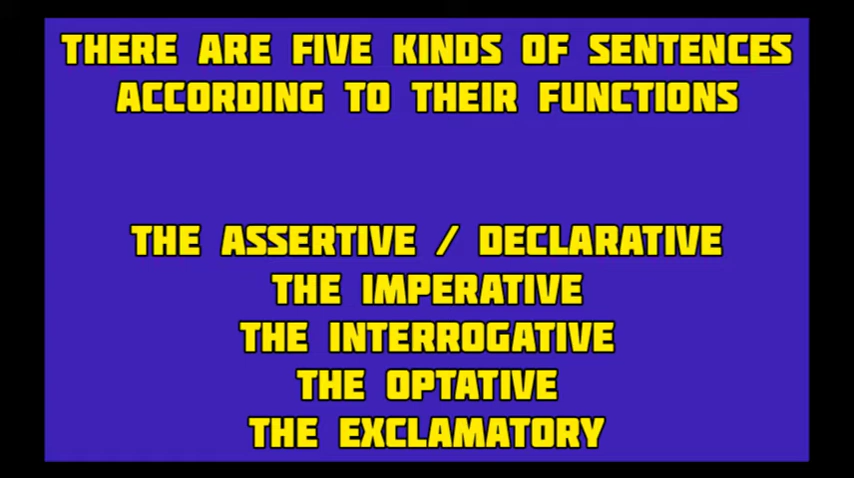 THERE ARE FIVE KINDS OF SENTENCES
ACCORDING TO THEIR FUNCTIONS
THE ASSERTIVE / DECLARATIVE
THE IMPERATIVE
THE INTERROGATIVE
THE OPTATIVE
THE EXCLAMATORY